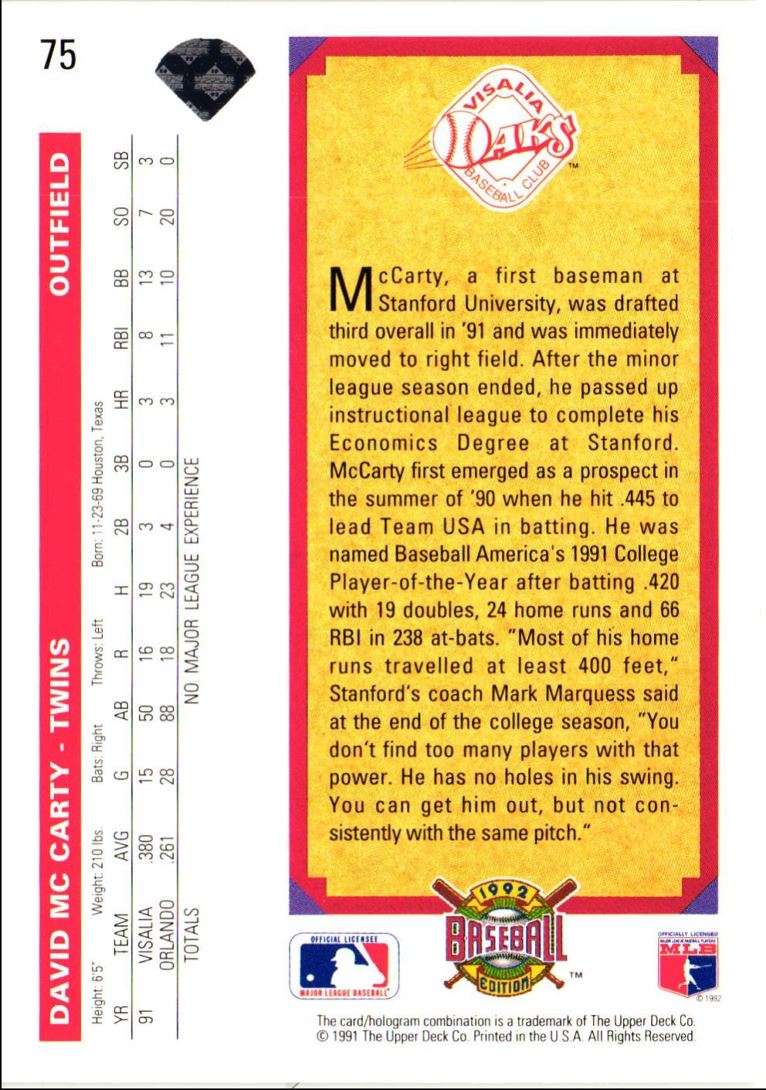 75
DAVID MC CARTY - TWINS OUTFIELD
Height: 6'5" Weight: 210 lbs. Bats: Right Throws: Left Born: 11-23-69 Houston, Texas
YR TEAM AVG G AB R H 2B 3B HR RBI BB SO SB
91 VISALIA .380 15 50 16 19 3 0 3 8 13 7 3
ORLANDO .261 28 88 18 23 4 0 3 11 10 20 0
TOTALS NO MAJOR LEAGUE EXPERIENCE
VISALIA
OAKS
BASEBALL CLUB
TM
McCarty, a first baseman at
Stanford University, was drafted
third overall in '91 and was immediately
moved to right field. After the minor
league season ended, he passed up
instructional league to complete his
Economics Degree at Stanford.
McCarty first emerged as a prospect in
the summer of '90 when he hit .445 to
lead Team USA in batting. He was
named Baseball America's 1991 College
Player-of-the-Year after batting .420
with 19 doubles, 24 home runs and 66
RBI in 238 at-bats. "Most of his home
runs travelled at least 400 feet,"
Stanford's coach Mark Marquess said
at the end of the college season, "You
don't find too many players with that
power. He has no holes in his swing.
You can get him out, but not con-
sistently with the same pitch."
1992
BASEBALL
EDITION
TM
OFFICIAL LICENSEE
MAJOR LEAGUE BASEBALL
OFFICIALLY LICENSED
MAJOR LEAGUE BASEBALL PLAYERS
MLB
© 1992
The card/hologram combination is a trademark of The Upper Deck Co.
© 1991 The Upper Deck Co. Printed in the U.S.A. All Rights Reserved.